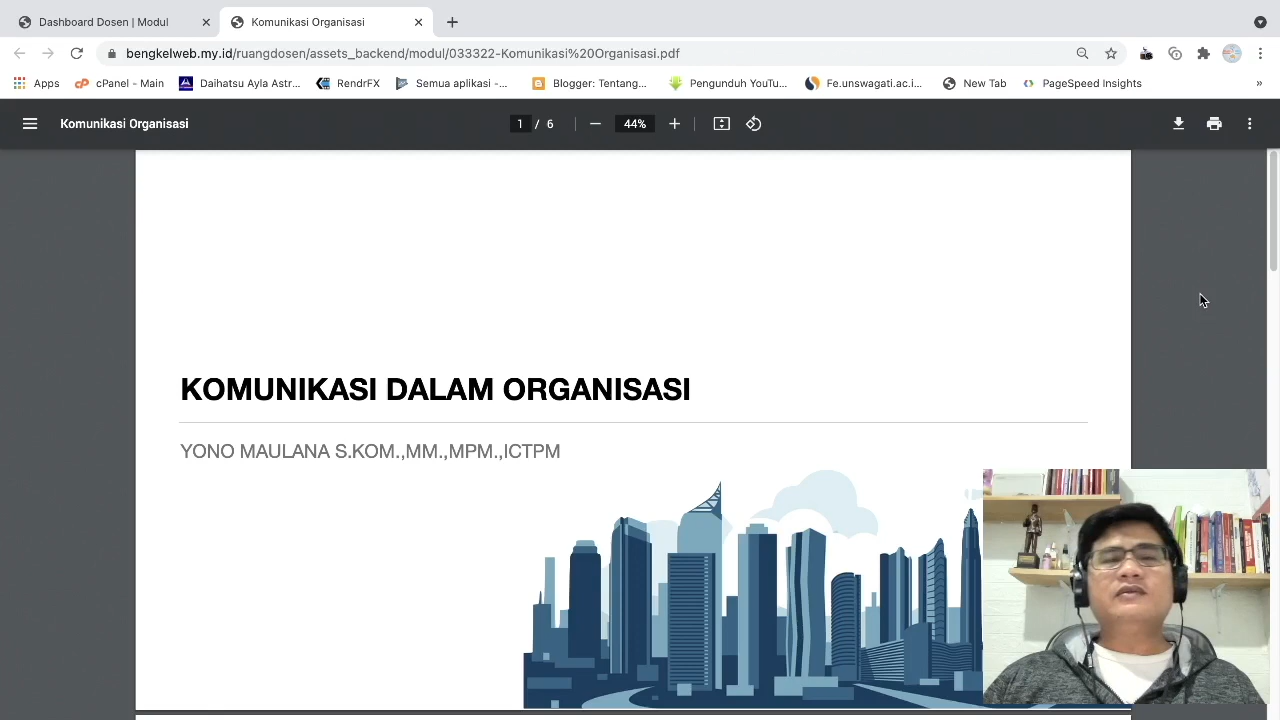 Dashboard Dosen | Modul
Komunikasi Organisasi
bengkelweb.my.id/ruangdosen/assets_backend/modul/033322-Komunikasi%20Organisasi.pdf
Apps
cPanel - Main
Daihatsu Ayla Astr...
RendrFX
Semua aplikasi -...
Blogger: Tentang...
Pengunduh YouTu...
Fe.unswagati.ac.i...
New Tab
PageSpeed Insights
»
Komunikasi Organisasi
1 / 6
44%
KOMUNIKASI DALAM ORGANISASI
YONO MAULANA S.KOM.,MM.,MPM.,ICTPM